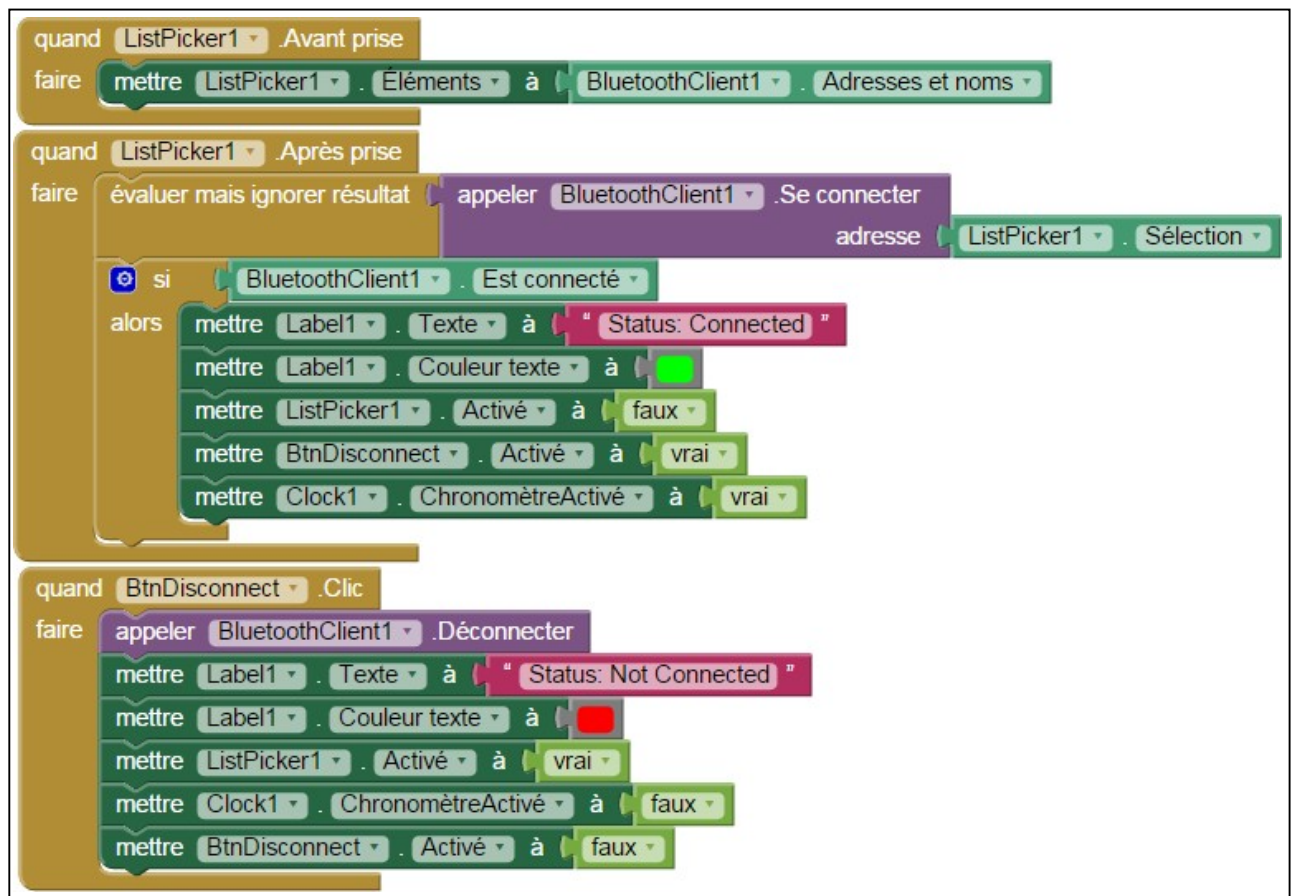 quand ListPicker1 .Avant prise
faire mettre ListPicker1 . Éléments à BluetoothClient1 . Adresses et noms
quand ListPicker1 .Après prise
faire évaluer mais ignorer résultat appeler BluetoothClient1 .Se connecter
adresse ListPicker1 . Sélection
si BluetoothClient1 . Est connecté
alors mettre Label1 . Texte à " Status: Connected "
mettre Label1 . Couleur texte à
mettre ListPicker1 . Activé à faux
mettre BtnDisconnect . Activé à vrai
mettre Clock1 . ChronomètreActivé à vrai
quand BtnDisconnect .Clic
faire appeler BluetoothClient1 .Déconnecter
mettre Label1 . Texte à " Status: Not Connected "
mettre Label1 . Couleur texte à
mettre ListPicker1 . Activé à vrai
mettre Clock1 . ChronomètreActivé à faux
mettre BtnDisconnect . Activé à faux